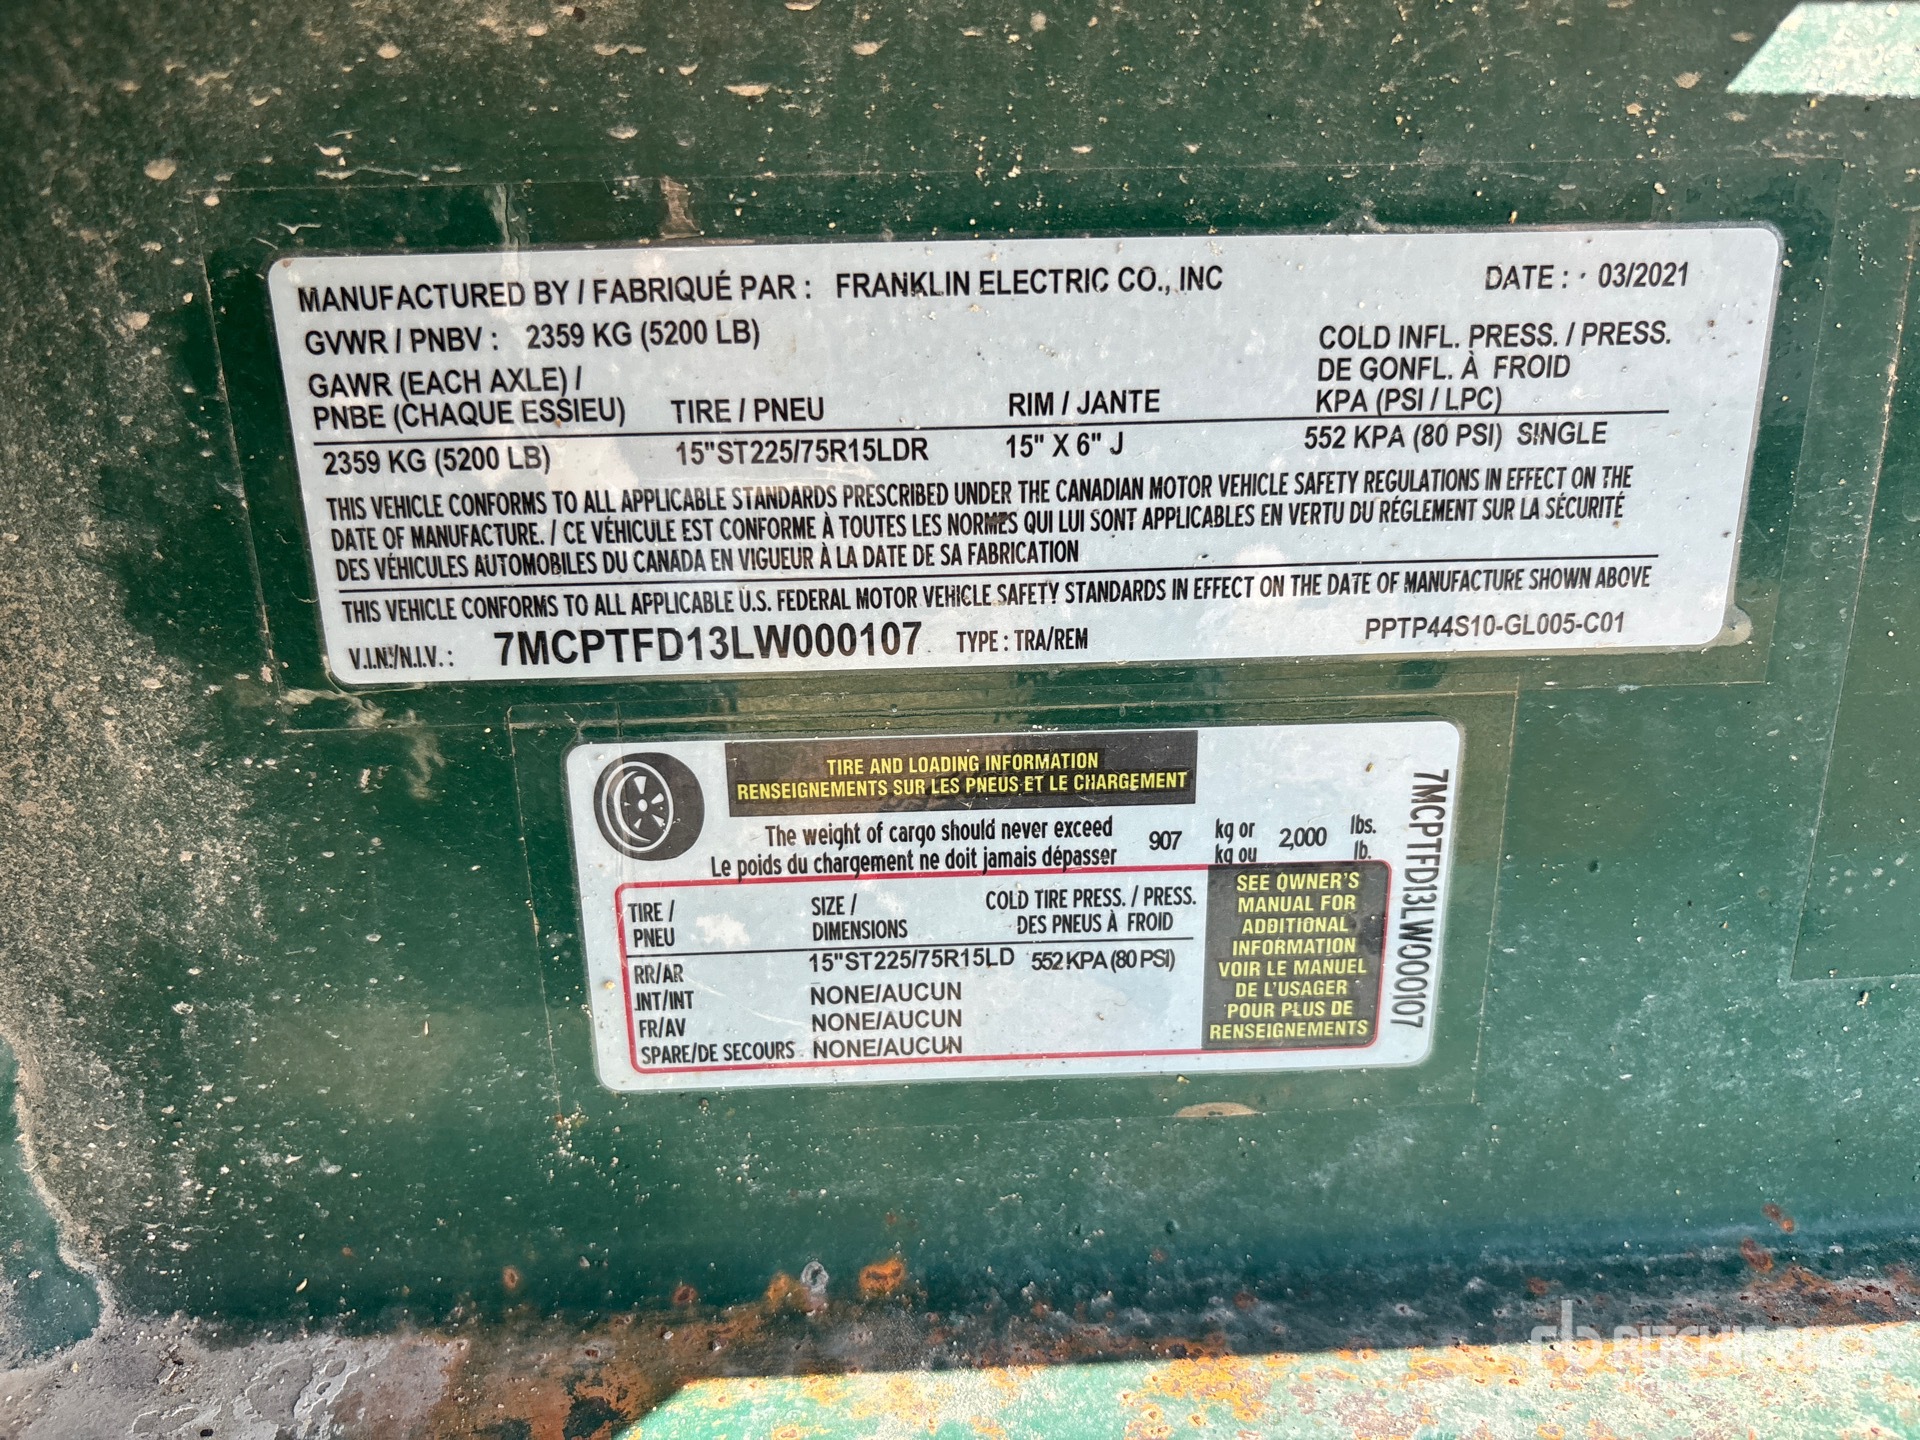 MANUFACTURED BY / FABRIQUÉ PAR : FRANKLIN ELECTRIC CO., INC DATE : 03/2021
GVWR / PNBV : 2359 KG (5200 LB)
COLD INFL. PRESS. / PRESS.
DE GONFL. À FROID
KPA (PSI / LPC)
GAWR (EACH AXLE) /
PNBE (CHAQUE ESSIEU) TIRE / PNEU RIM / JANTE
2359 KG (5200 LB) 15"ST225/75R15LDR 15" X 6" J 552 KPA (80 PSI) SINGLE
THIS VEHICLE CONFORMS TO ALL APPLICABLE STANDARDS PRESCRIBED UNDER THE CANADIAN MOTOR VEHICLE SAFETY REGULATIONS IN EFFECT ON THE
DATE OF MANUFACTURE. / CE VÉHICULE EST CONFORME À TOUTES LES NORMES QUI LUI SONT APPLICABLES EN VERTU DU RÉGLEMENT SUR LA SÉCURITÉ
DES VÉHICULES AUTOMOBILES DU CANADA EN VIGUEUR À LA DATE DE SA FABRICATION
THIS VEHICLE CONFORMS TO ALL APPLICABLE U.S. FEDERAL MOTOR VEHICLE SAFETY STANDARDS IN EFFECT ON THE DATE OF MANUFACTURE SHOWN ABOVE
V.I.N./N.I.V. : 7MCPTFD13LW000107 TYPE : TRA/REM PPTP44S10-GL005-C01
TIRE AND LOADING INFORMATION
RENSEIGNEMENTS SUR LES PNEUS ET LE CHARGEMENT
The weight of cargo should never exceed 907 kg or 2,000 lbs.
Le poids du chargement ne doit jamais dépasser kg ou lb.
TIRE / SIZE / COLD TIRE PRESS. / PRESS.
PNEU DIMENSIONS DES PNEUS À FROID
RR/AR 15"ST225/75R15LD 552 KPA (80 PSI)
INT/INT NONE/AUCUN
FR/AV NONE/AUCUN
SPARE/DE SECOURS NONE/AUCUN
SEE OWNER'S
MANUAL FOR
ADDITIONAL
INFORMATION
VOIR LE MANUEL
DE L'USAGER
POUR PLUS DE
RENSEIGNEMENTS
7MCPTFD13LW000107
rb RITCHIE BROS